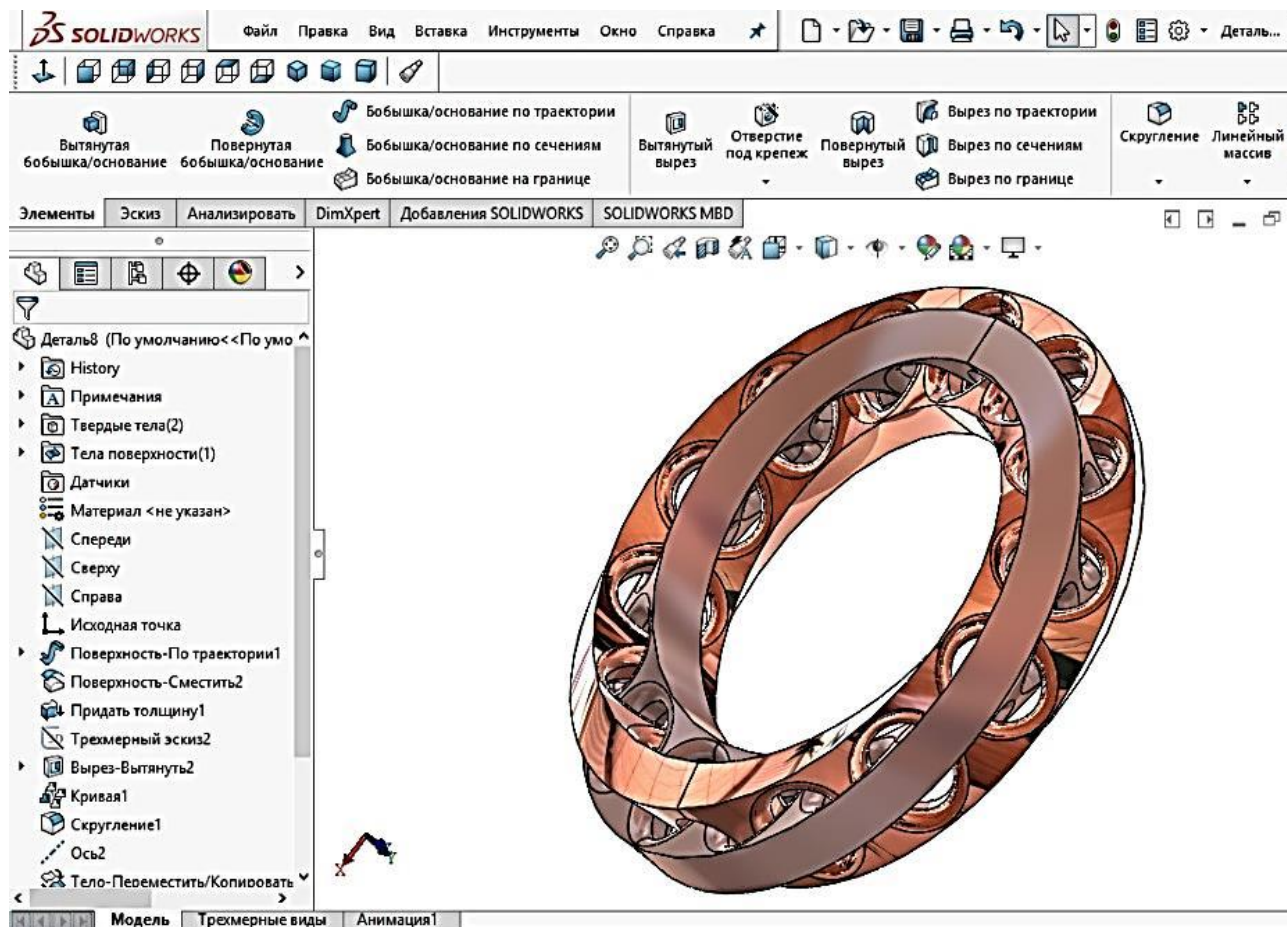 SOLIDWORKS Файл Правка Вид Вставка Инструменты Окно Справка Деталь...
Вытянутая бобышка/основание
Повернутая бобышка/основание
Бобышка/основание по траектории
Бобышка/основание по сечениям
Бобышка/основание на границе
Вытянутый вырез
Отверстие под крепеж
Повернутый вырез
Вырез по траектории
Вырез по сечениям
Вырез по границе
Скругление
Линейный массив
Элементы Эскиз Анализировать DimXpert Добавления SOLIDWORKS SOLIDWORKS MBD
Деталь8 (По умолчанию<<По умо
History
Примечания
Твердые тела(2)
Тела поверхности(1)
Датчики
Материал <не указан>
Спереди
Сверху
Справа
Исходная точка
Поверхность-По траектории1
Поверхность-Сместить2
Придать толщину1
Трехмерный эскиз2
Вырез-Вытянуть2
Кривая1
Скругление1
Ось2
Тело-Переместить/Копировать
X
Y
Модель Трехмерные виды Анимация1